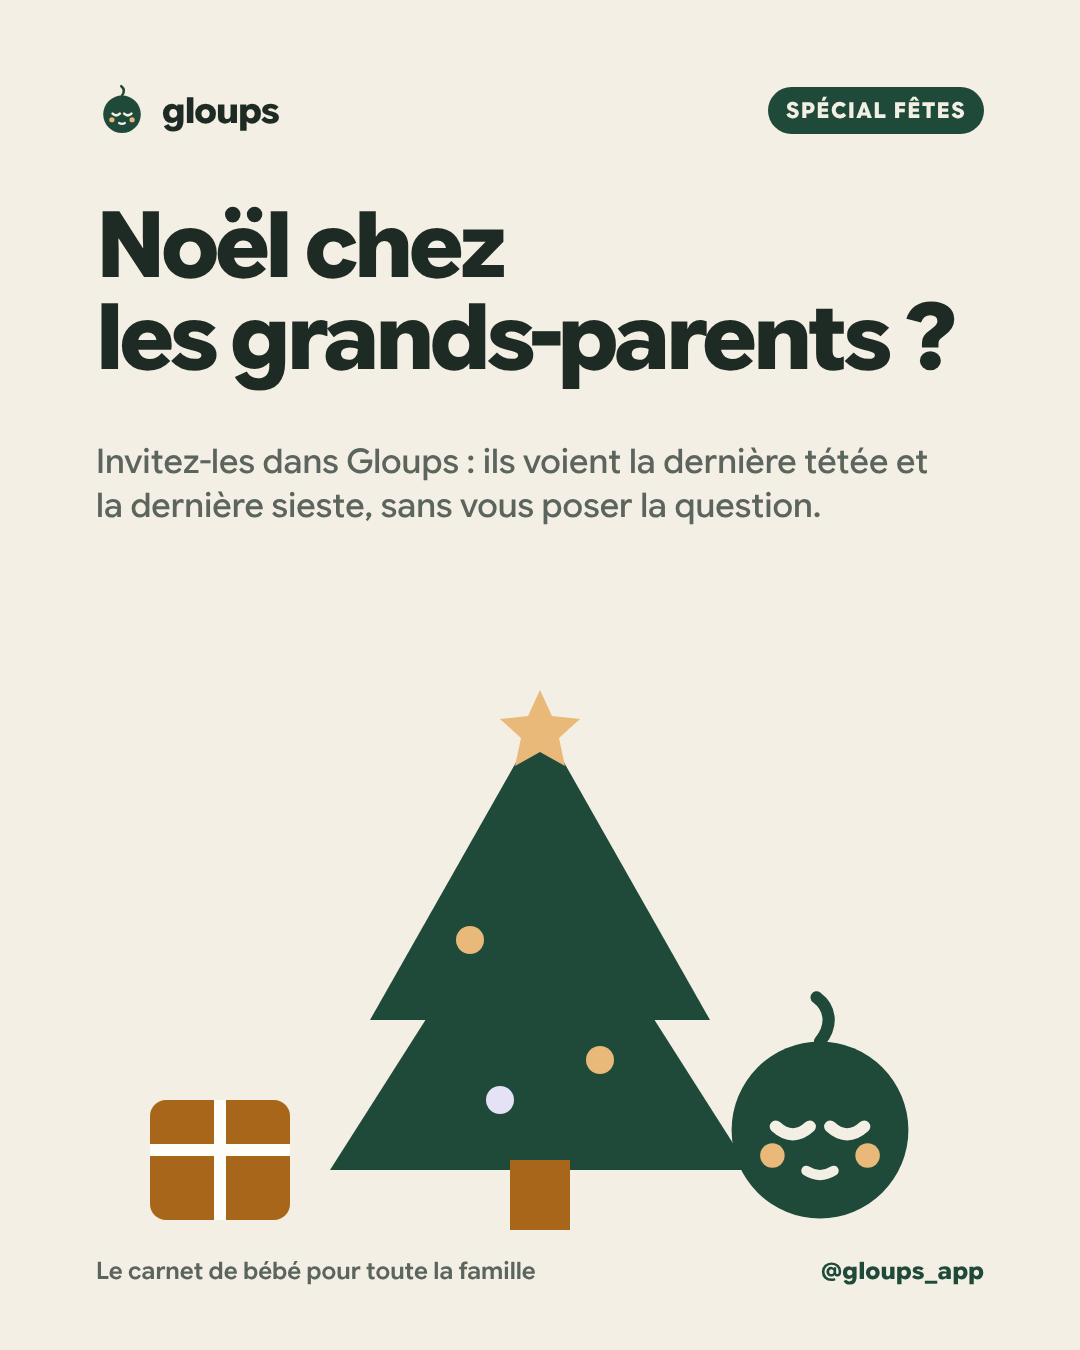 gloups
SPÉCIAL FÊTES
Noël chez
les grands-parents ?
Invitez-les dans Gloups : ils voient la dernière tétée et
la dernière sieste, sans vous poser la question.
Le carnet de bébé pour toute la famille
@gloups_app